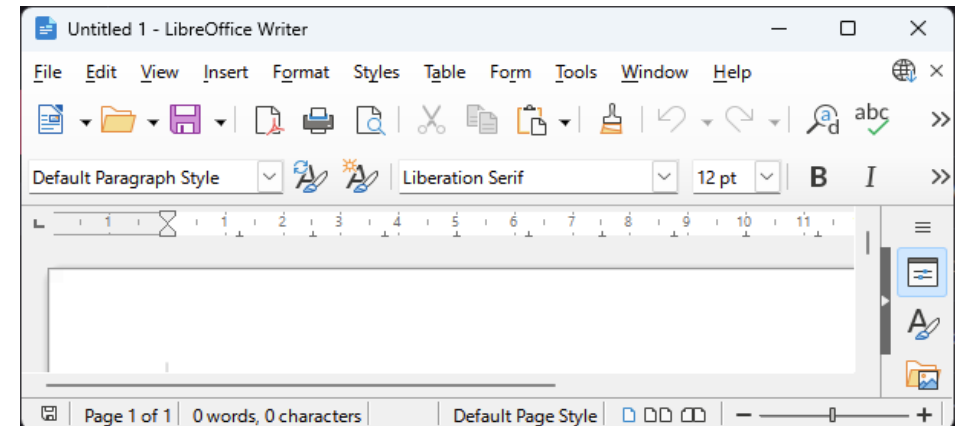 Untitled 1 - LibreOffice Writer
File Edit View Insert Format Styles Table Form Tools Window Help
a d abc
Default Paragraph Style A A Liberation Serif 12 pt B I
1 1 2 3 4 5 6 7 8 9 10 11
A
Page 1 of 1 0 words, 0 characters Default Page Style